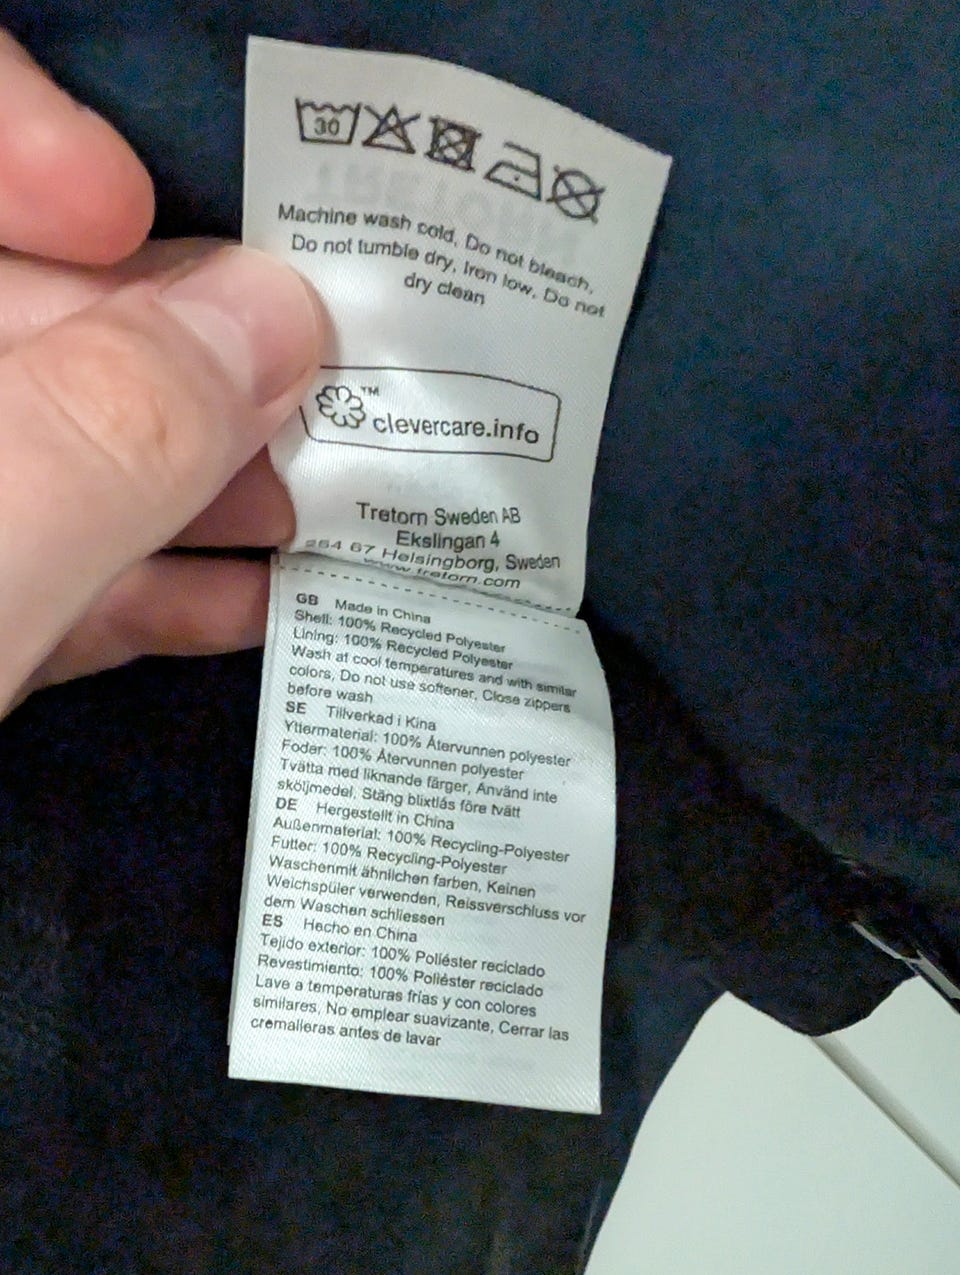 30
Machine wash cold, Do not bleach,
Do not tumble dry, Iron low, Do not
dry clean
™
clevercare.info
Tretorn Sweden AB
Ekslingan 4
254 67 Helsingborg, Sweden
www.tretorn.com
GB Made in China
Shell: 100% Recycled Polyester
Lining: 100% Recycled Polyester
Wash at cool temperatures and with similar
colors, Do not use softener, Close zippers
before wash
SE Tillverkad i Kina
Yttermaterial: 100% Återvunnen polyester
Foder: 100% Återvunnen polyester
Tvätta med liknande färger, Använd inte
sköljmedel, Stäng blixtlås före tvätt
DE Hergestellt in China
Außenmaterial: 100% Recycling-Polyester
Futter: 100% Recycling-Polyester
Waschenmit ähnlichen farben, Keinen
Weichspüler verwenden, Reissverschluss vor
dem Waschen schliessen
ES Hecho en China
Tejido exterior: 100% Poliéster reciclado
Revestimiento: 100% Poliéster reciclado
Lave a temperaturas frías y con colores
similares, No emplear suavizante, Cerrar las
cremalleras antes de lavar